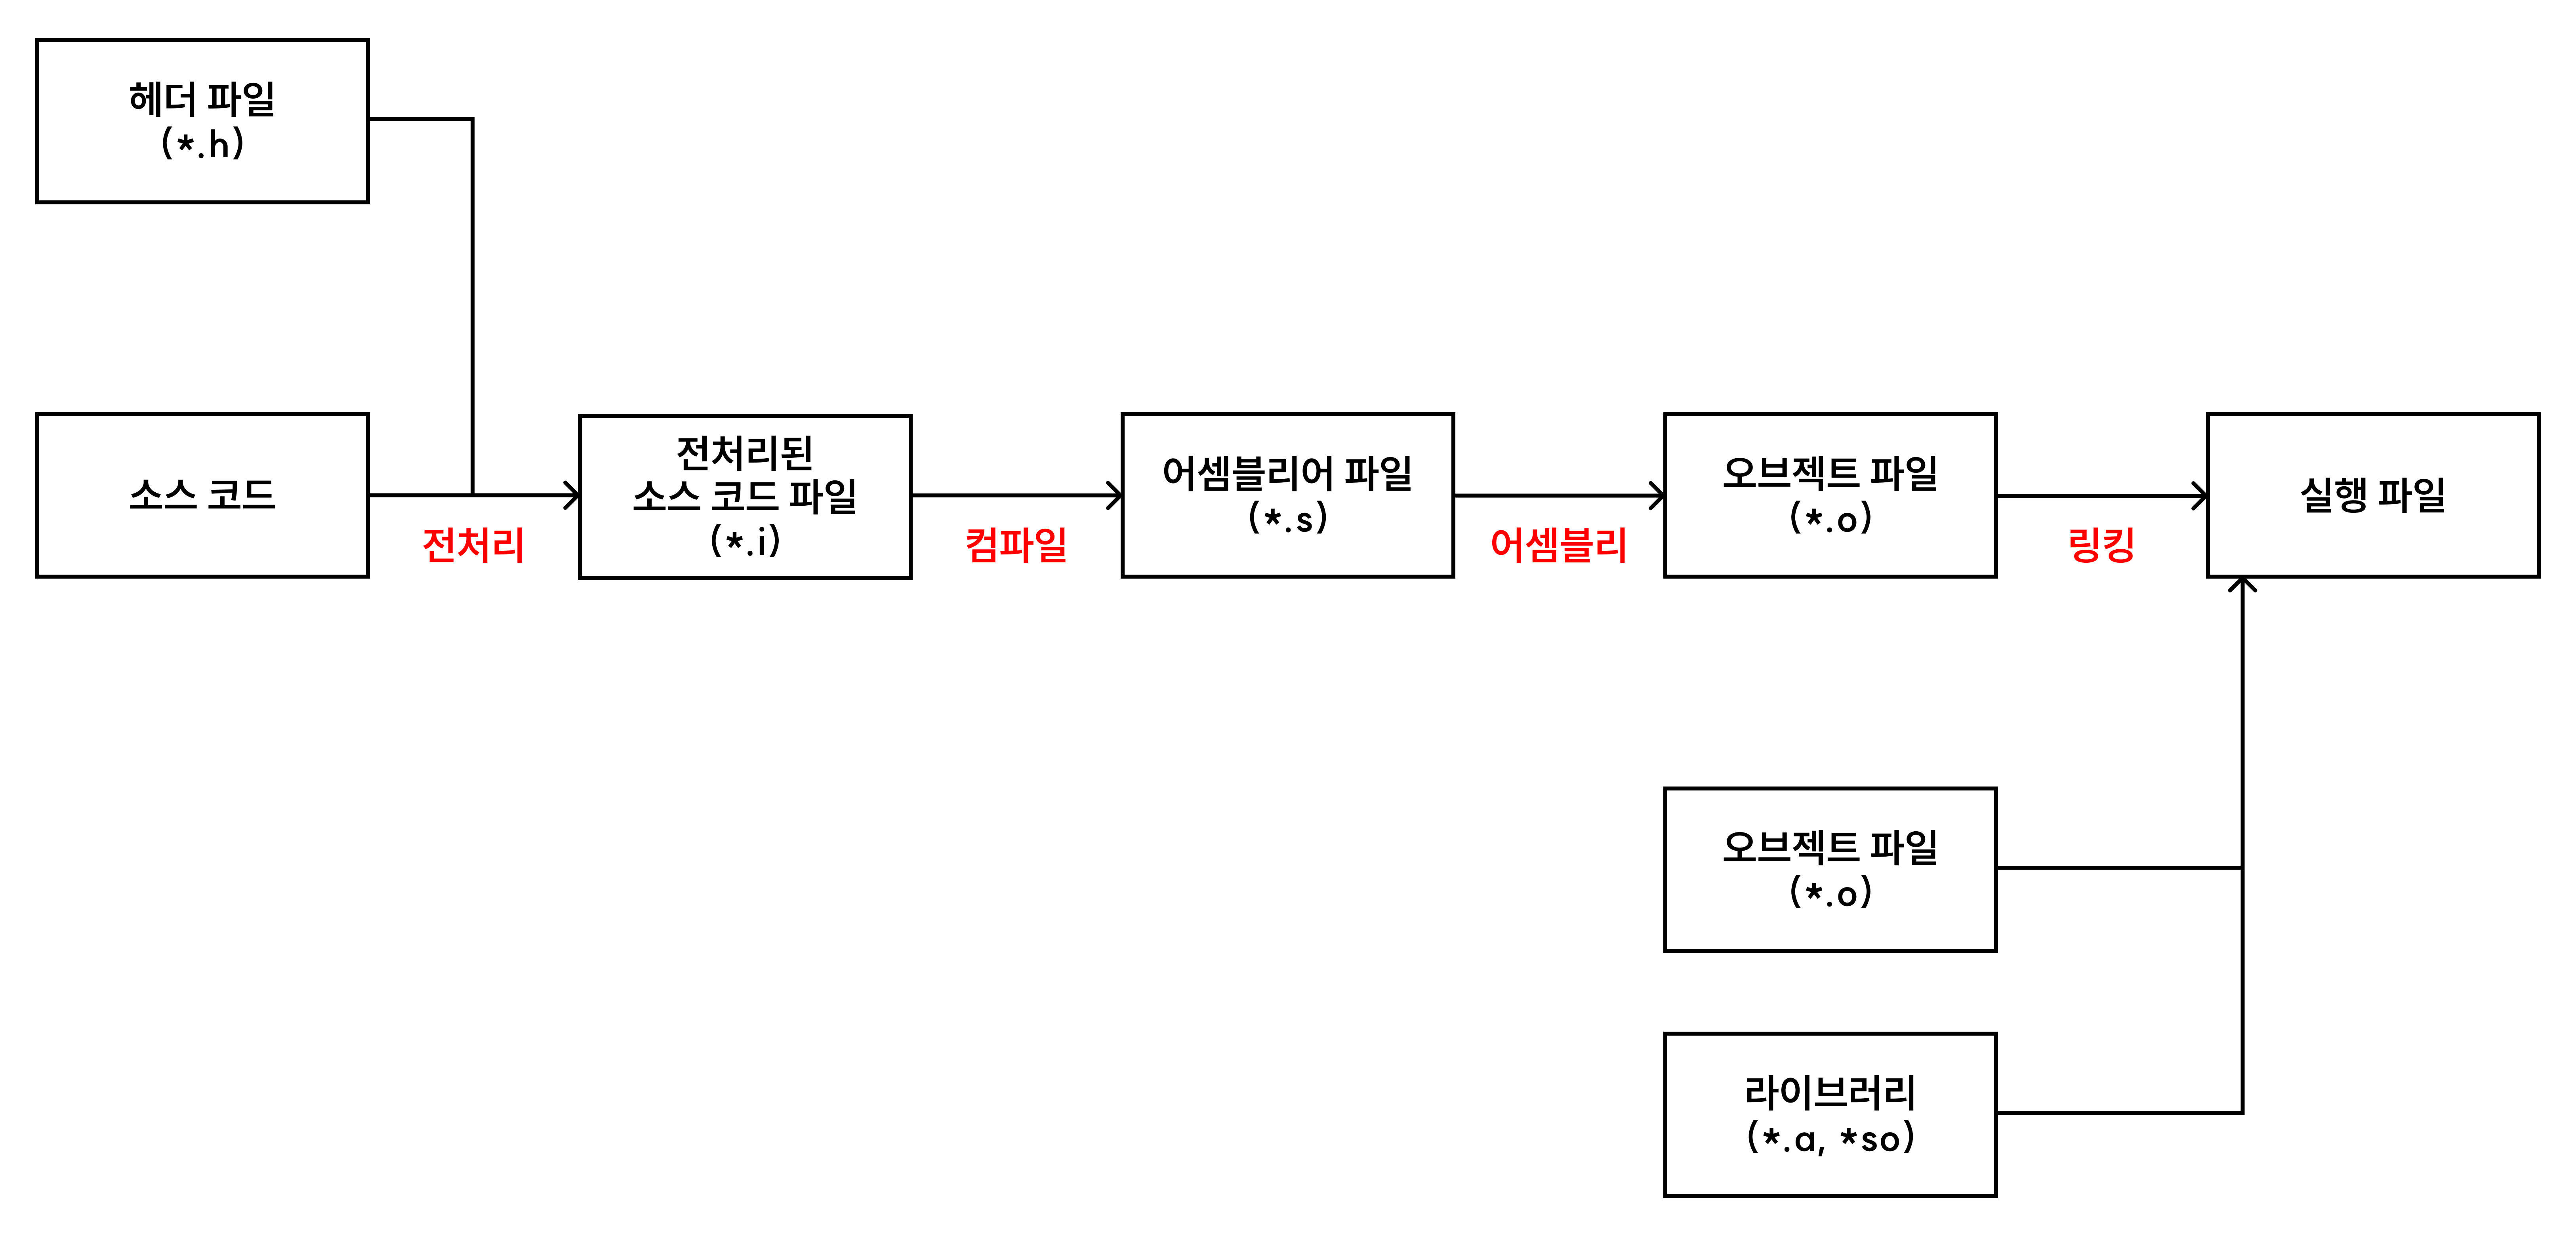 헤더 파일
(*.h)
소스 코드
전처리
전처리된
소스 코드 파일
(*.i)
컴파일
어셈블리어 파일
(*.s)
어셈블리
오브젝트 파일
(*.o)
링킹
실행 파일
오브젝트 파일
(*.o)
라이브러리
(*.a, *so)